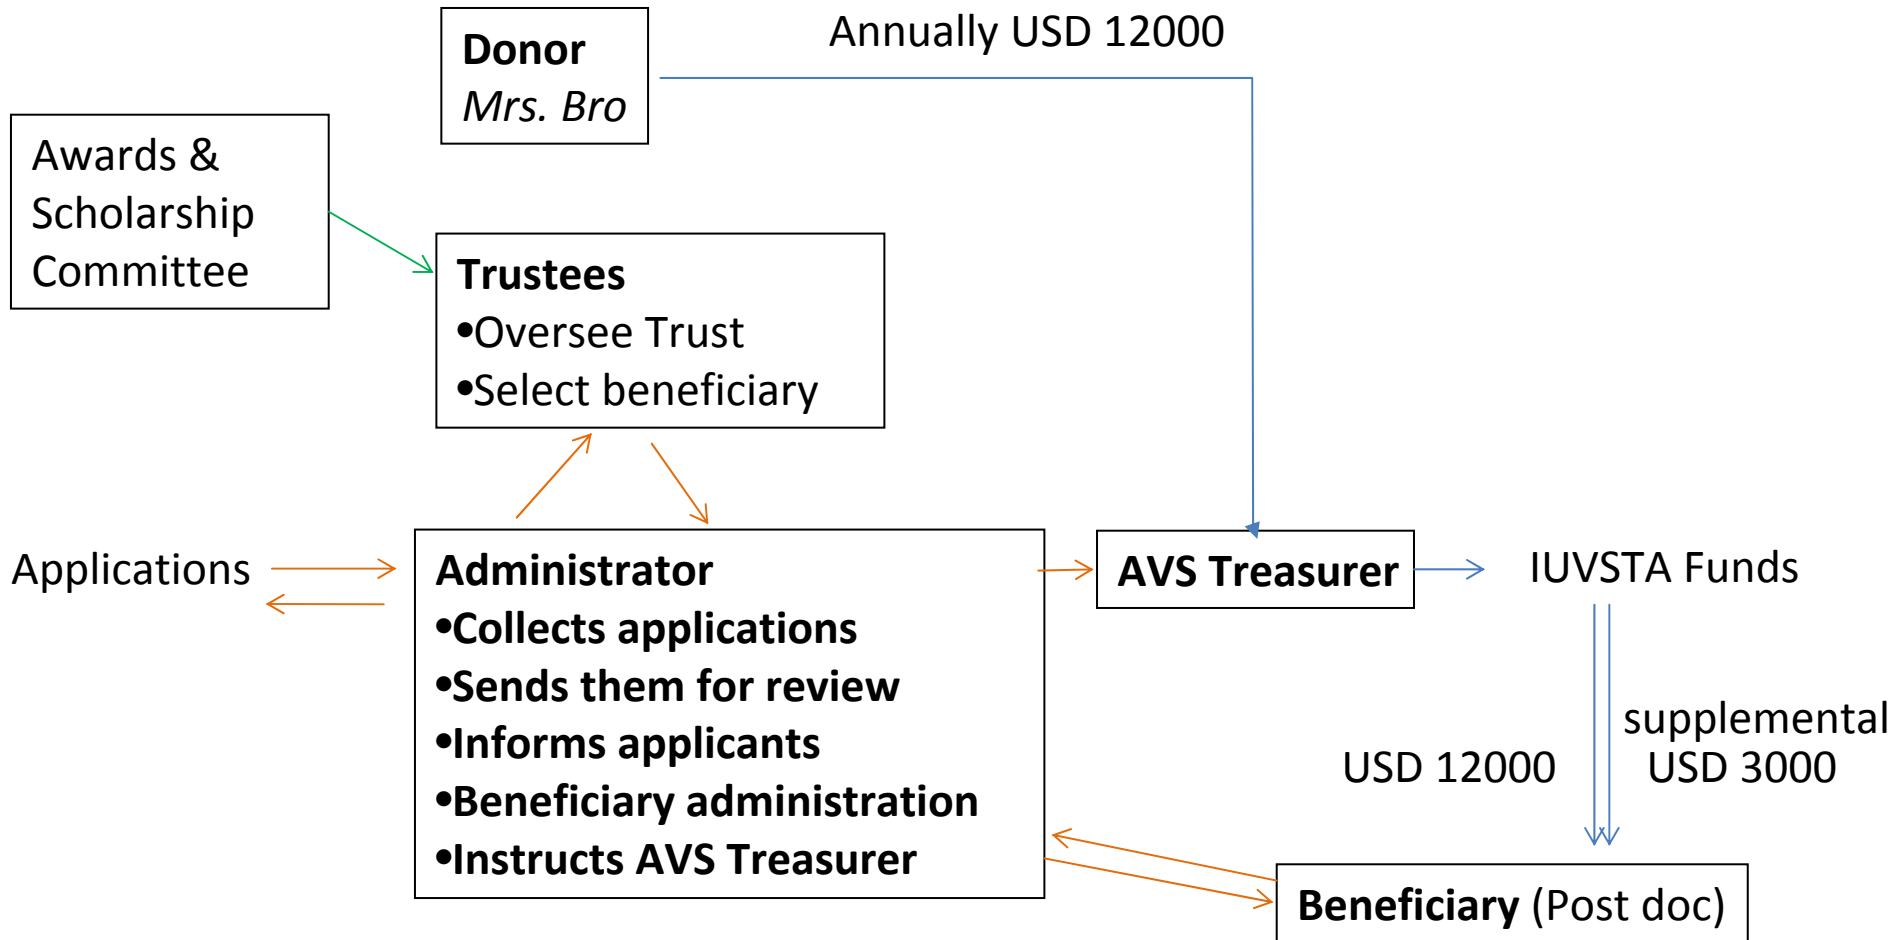 Donor
Mrs. Bro
Annually USD 12000
Awards &
Scholarship
Committee
Trustees
•Oversee Trust
•Select beneficiary
Applications
Administrator
•Collects applications
•Sends them for review
•Informs applicants
•Beneficiary administration
•Instructs AVS Treasurer
AVS Treasurer
IUVSTA Funds
USD 12000
supplemental
USD 3000
Beneficiary (Post doc)